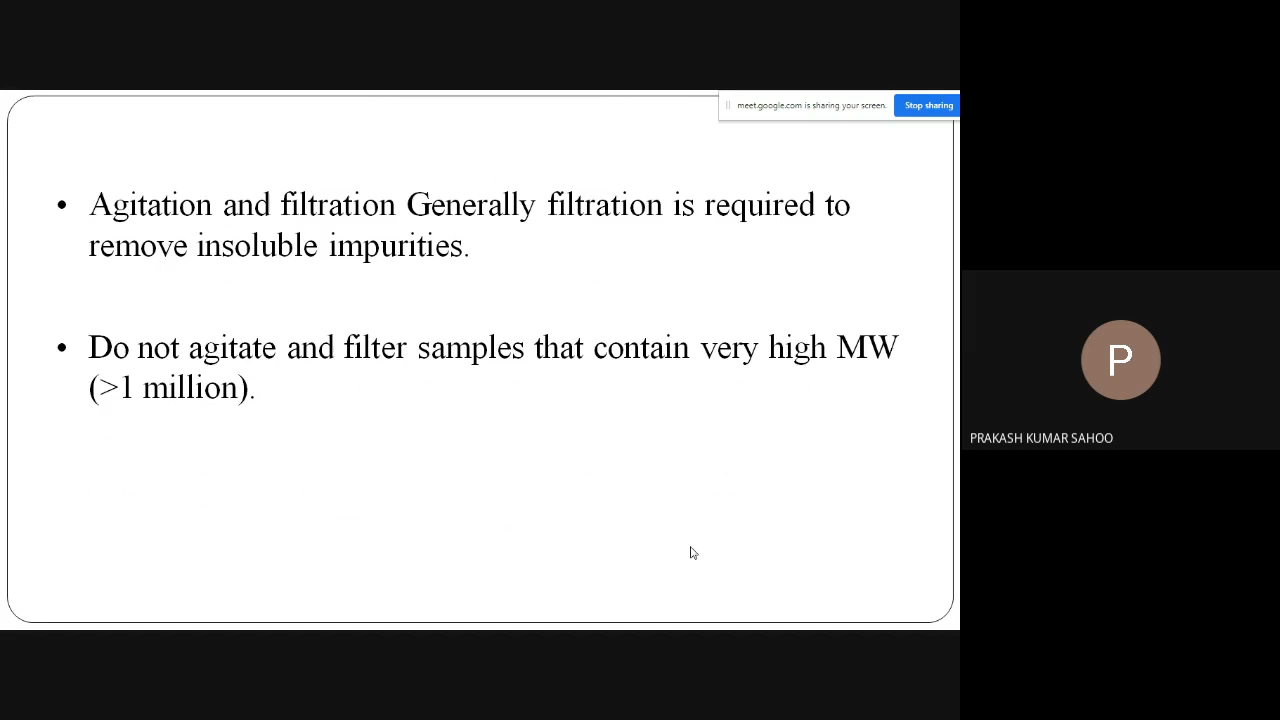 meet.google.com is sharing your screen.
Stop sharing
• Agitation and filtration Generally filtration is required to
remove insoluble impurities.
• Do not agitate and filter samples that contain very high MW
(>1 million).
P
PRAKASH KUMAR SAHOO